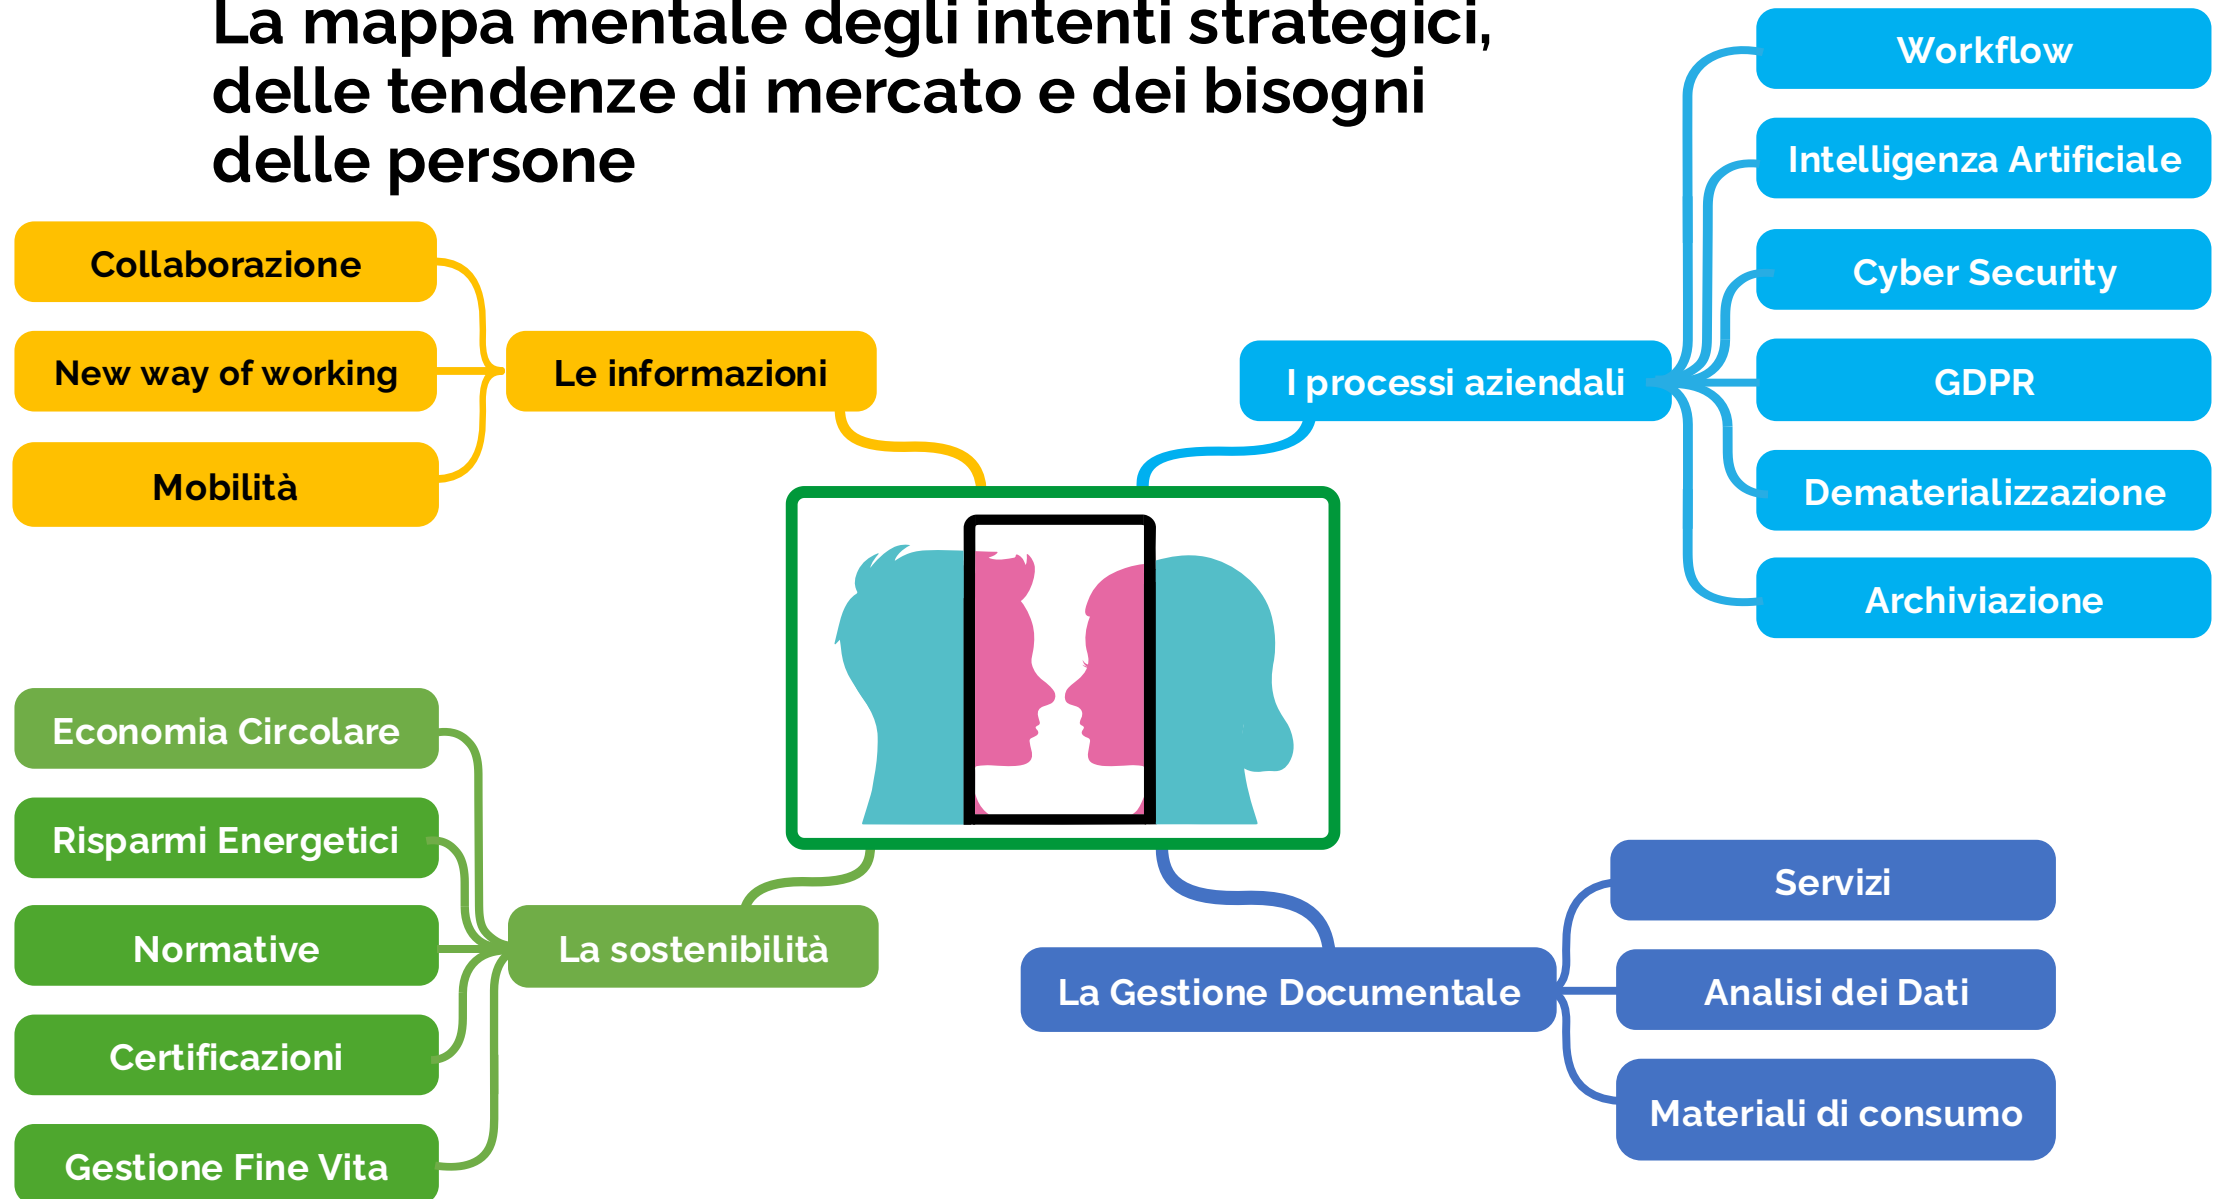 La mappa mentale degli intenti strategici,
delle tendenze di mercato e dei bisogni
delle persone
Collaborazione
New way of working
Mobilità
Le informazioni
I processi aziendali
Workflow
Intelligenza Artificiale
Cyber Security
GDPR
Dematerializzazione
Archiviazione
Economia Circolare
Risparmi Energetici
Normative
Certificazioni
Gestione Fine Vita
La sostenibilità
La Gestione Documentale
Servizi
Analisi dei Dati
Materiali di consumo